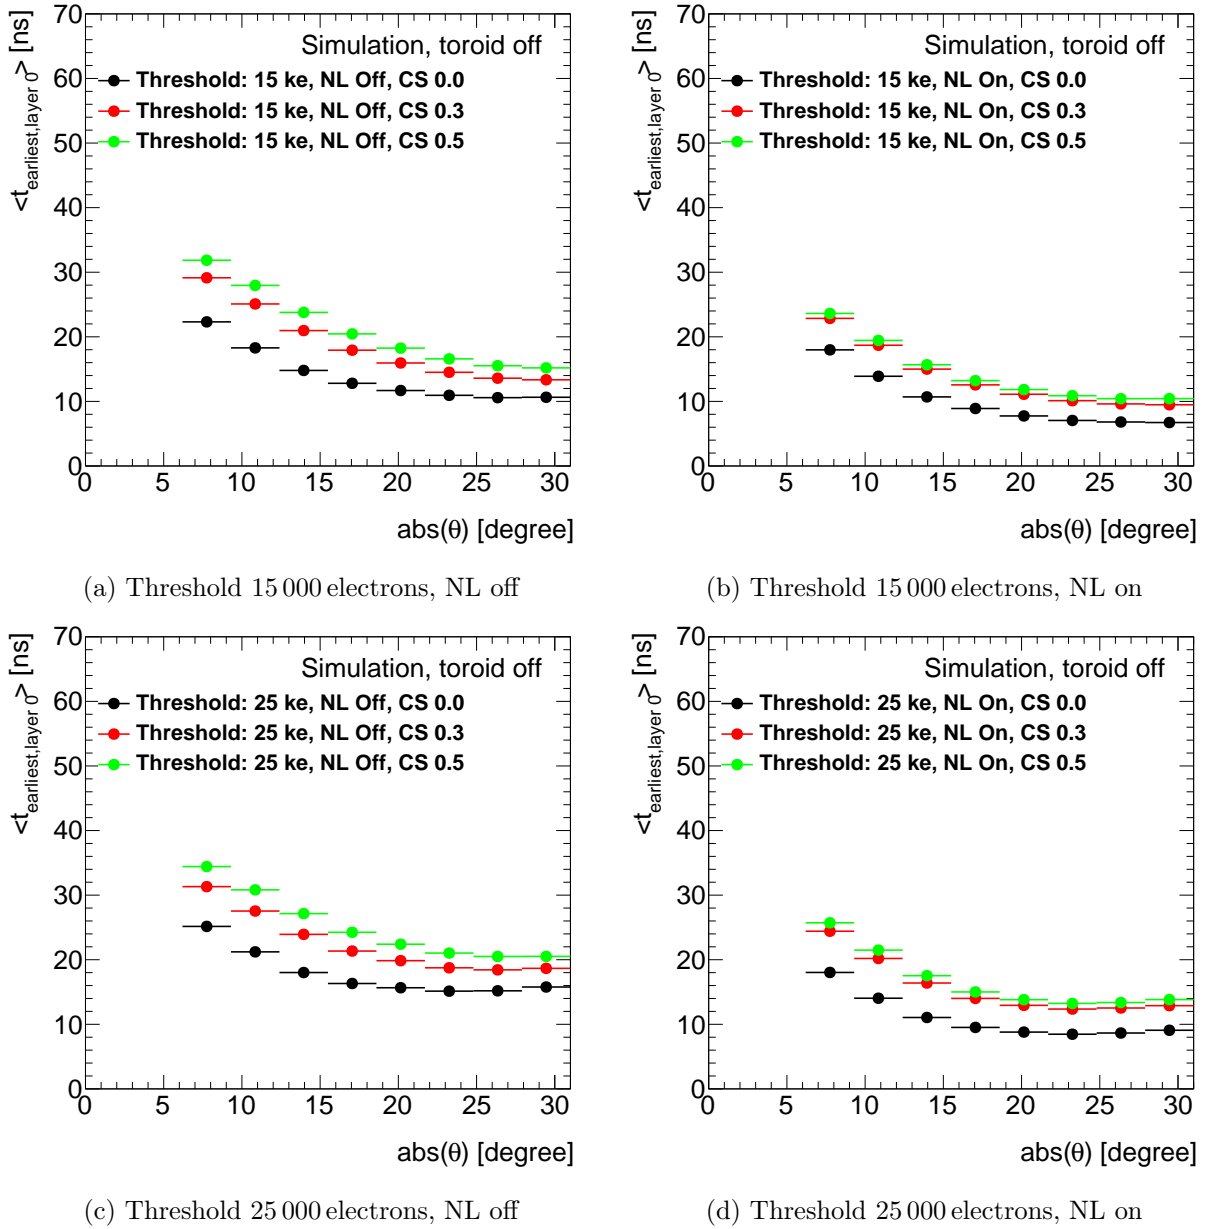 <t_earliest,layer 0> [ns]
70
60
50
40
30
20
10
0
Simulation, toroid off
Threshold: 15 ke, NL Off, CS 0.0
Threshold: 15 ke, NL Off, CS 0.3
Threshold: 15 ke, NL Off, CS 0.5
0 5 10 15 20 25 30
abs(θ) [degree]
(a) Threshold 15 000 electrons, NL off
<t_earliest,layer 0> [ns]
70
60
50
40
30
20
10
0
Simulation, toroid off
Threshold: 15 ke, NL On, CS 0.0
Threshold: 15 ke, NL On, CS 0.3
Threshold: 15 ke, NL On, CS 0.5
0 5 10 15 20 25 30
abs(θ) [degree]
(b) Threshold 15 000 electrons, NL on
<t_earliest,layer 0> [ns]
70
60
50
40
30
20
10
0
Simulation, toroid off
Threshold: 25 ke, NL Off, CS 0.0
Threshold: 25 ke, NL Off, CS 0.3
Threshold: 25 ke, NL Off, CS 0.5
0 5 10 15 20 25 30
abs(θ) [degree]
(c) Threshold 25 000 electrons, NL off
<t_earliest,layer 0> [ns]
70
60
50
40
30
20
10
0
Simulation, toroid off
Threshold: 25 ke, NL On, CS 0.0
Threshold: 25 ke, NL On, CS 0.3
Threshold: 25 ke, NL On, CS 0.5
0 5 10 15 20 25 30
abs(θ) [degree]
(d) Threshold 25 000 electrons, NL on